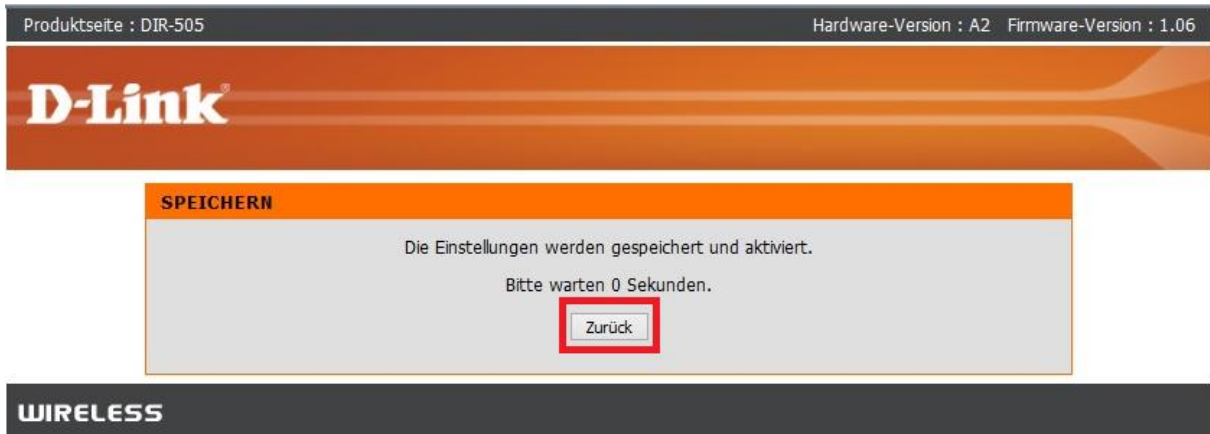 Produktseite : DIR-505 Hardware-Version : A2 Firmware-Version : 1.06
D-Link
SPEICHERN
Die Einstellungen werden gespeichert und aktiviert.
Bitte warten 0 Sekunden.
Zurück
WIRELESS